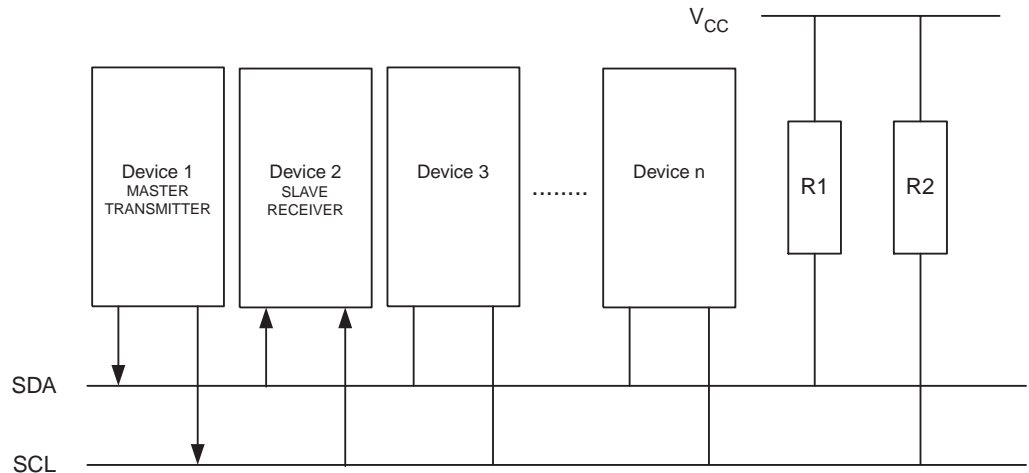 VCC
Device 1
MASTER
TRANSMITTER
Device 2
SLAVE
RECEIVER
Device 3
........
Device n
R1
R2
SDA
SCL